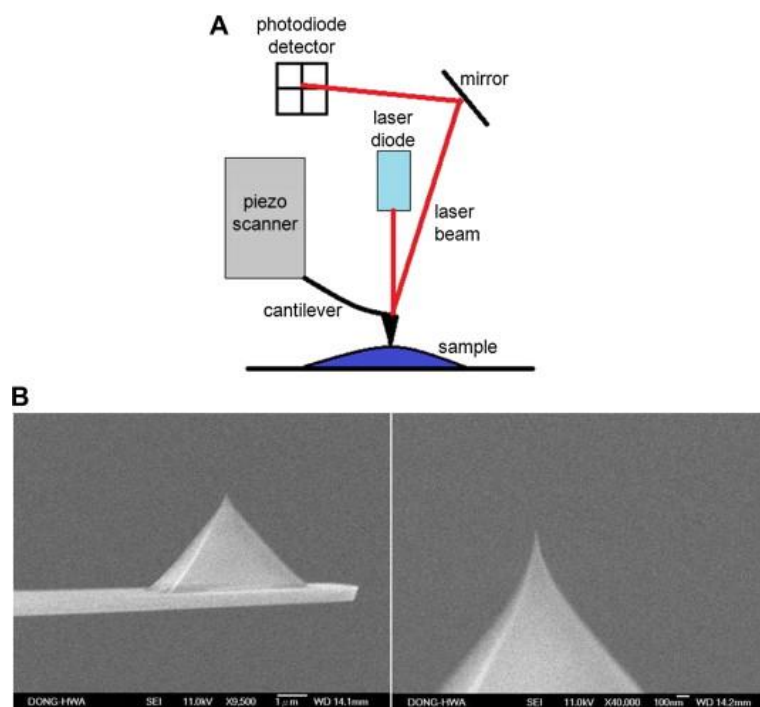 A
photodiode
detector
mirror
laser
diode
piezo
scanner
laser
beam
cantilever
sample
B
DONG-HWA SEI 11.0kV X9,500 1μm WD 14.1mm
DONG-HWA SEI 11.0kV X40,000 100nm WD 14.2mm